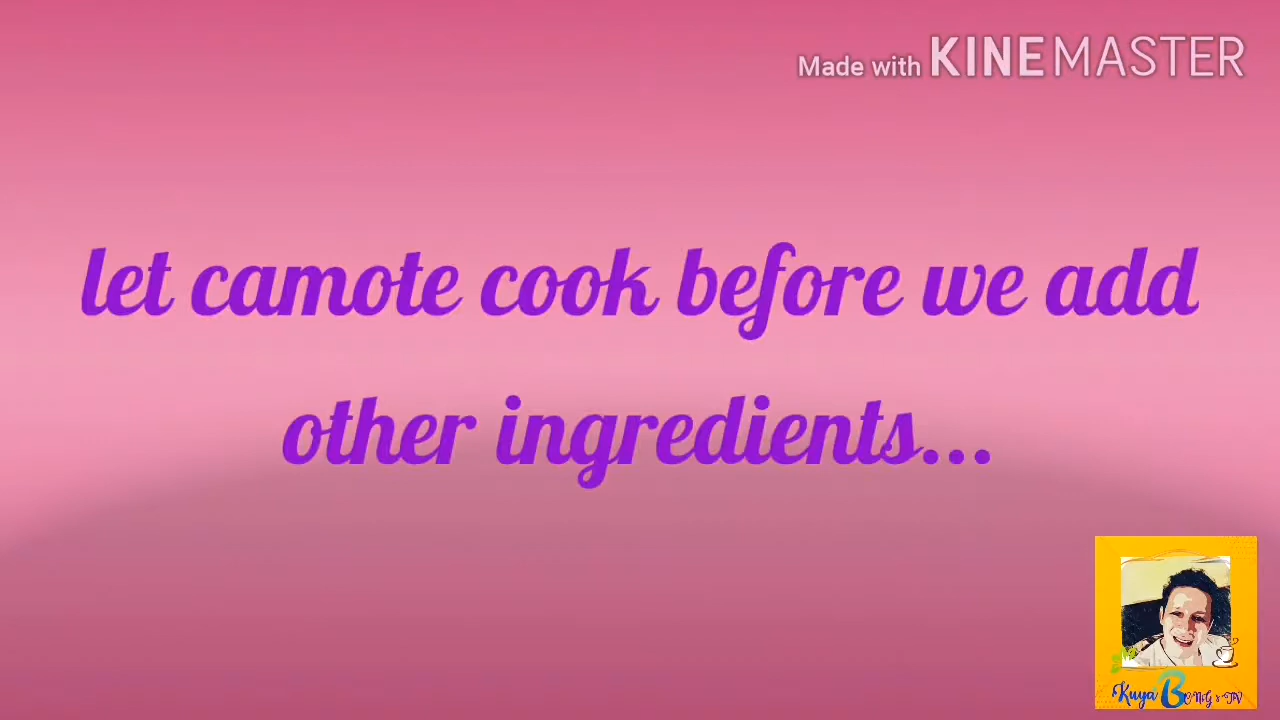 Made with KINEMASTER
let camote cook before we add
other ingredients...
Kuya B